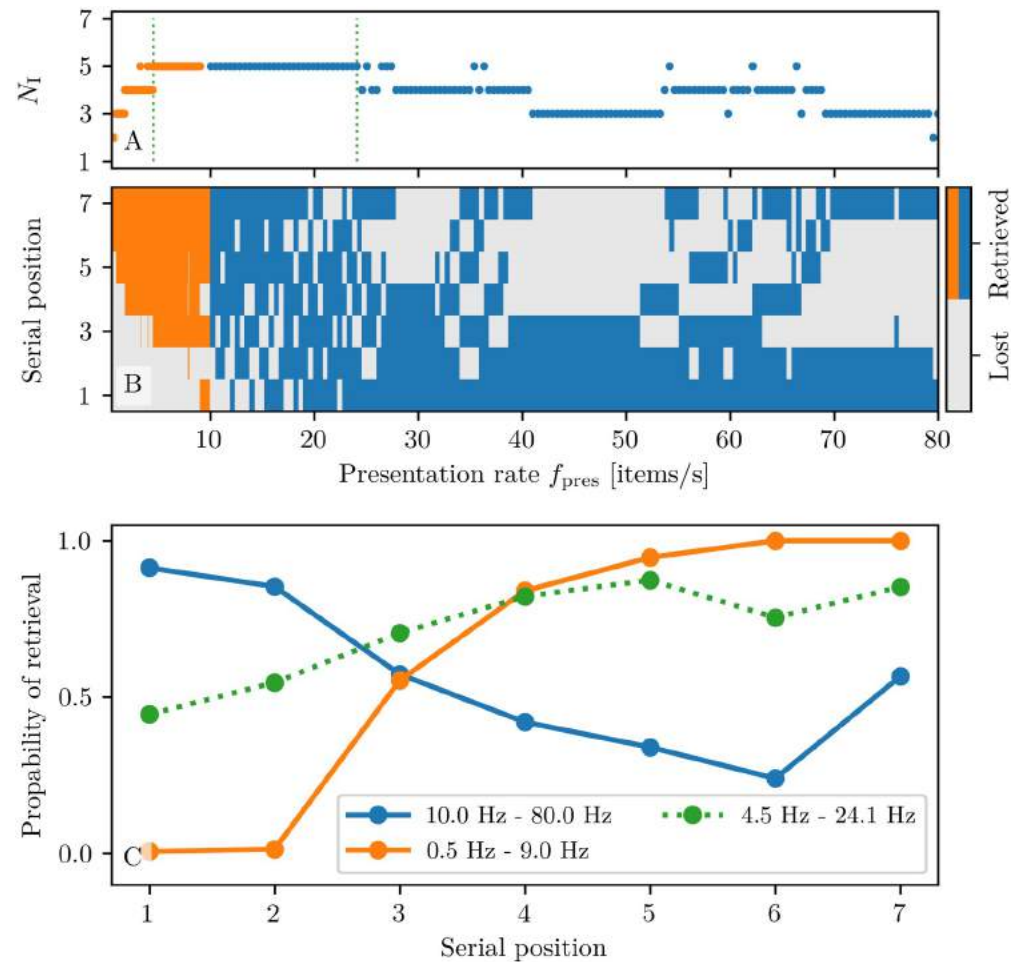 7
5
3
1
N_I
A
7
5
3
1
Serial position
B
Retrieved
Lost
10 20 30 40 50 60 70 80
Presentation rate f_pres [items/s]
1.0
0.5
0.0
Propability of retrieval
C
10.0 Hz - 80.0 Hz
0.5 Hz - 9.0 Hz
4.5 Hz - 24.1 Hz
1 2 3 4 5 6 7
Serial position